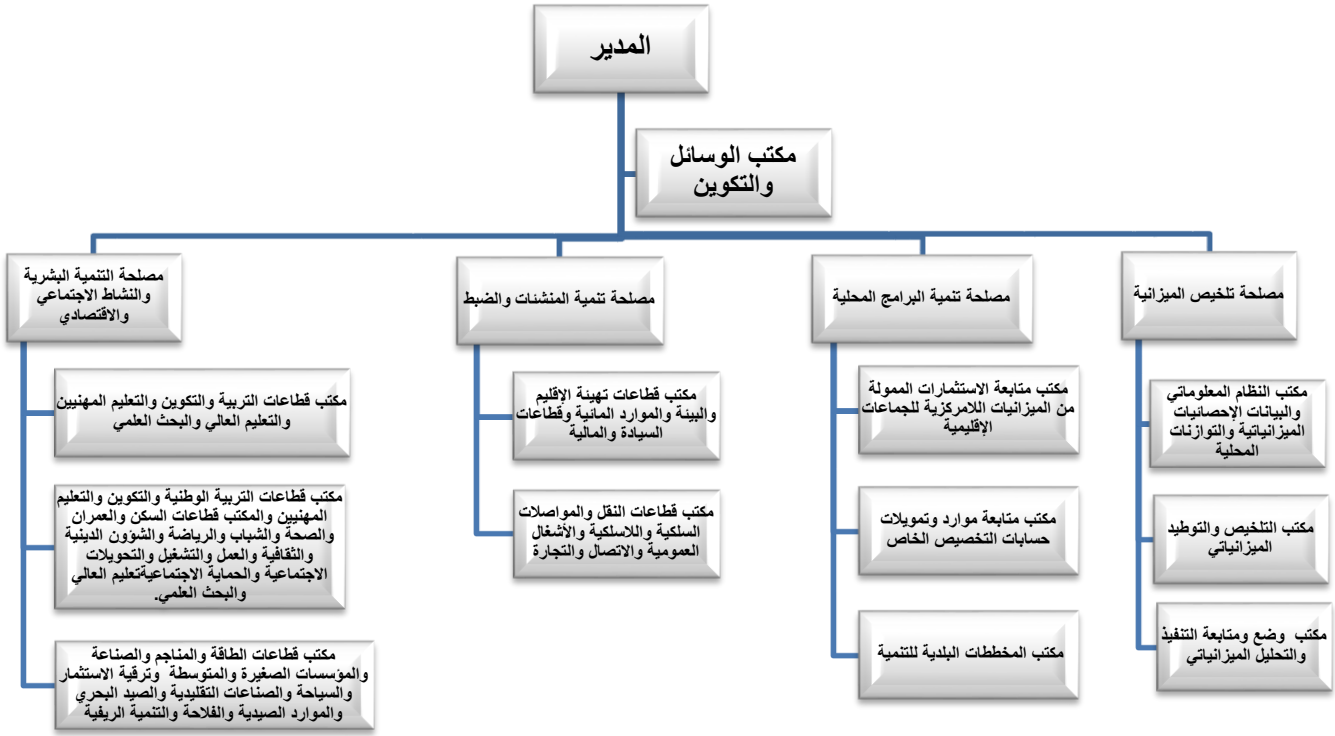 المدير
مكتب الوسائل
والتكوين
مصلحة تلخيص الميزانية
مكتب النظام المعلوماتي
والبيانات الإحصائيات
الميزانياتية والتوازنات
المحلية
مكتب التلخيص والتوطيد
الميزانياتي
مكتب وضع ومتابعة التنفيذ
والتحليل الميزانياتي
مصلحة تنمية البرامج المحلية
مكتب متابعة الاستثمارات الممولة
من الميزانيات اللامركزية للجماعات
الإقليمية
مكتب متابعة موارد وتمويلات
حسابات التخصيص الخاص
مكتب المخططات البلدية للتنمية
مصلحة تنمية المنشئات والضبط
مكتب قطاعات تهيئة الإقليم
والبيئة والموارد المائية وقطاعات
السيادة والمالية
مكتب قطاعات النقل والمواصلات
السلكية واللاسلكية والأشغال
العمومية والاتصال والتجارة
مصلحة التنمية البشرية
والنشاط الاجتماعي
والاقتصادي
مكتب قطاعات التربية والتكوين والتعليم المهنيين
والتعليم العالي والبحث العلمي
مكتب قطاعات التربية الوطنية والتكوين والتعليم
المهنيين والمكتب قطاعات السكن والعمران
والصحة والشباب والرياضة والشؤون الدينية
والثقافية والعمل والتشغيل والتحويلات
الاجتماعية والحماية الاجتماعيةتعليم العالي
والبحث العلمي.
مكتب قطاعات الطاقة والمناجم والصناعة
والمؤسسات الصغيرة والمتوسطة وترقية الاستثمار
والسياحة والصناعات التقليدية والصيد البحري
والموارد الصيدية والفلاحة والتنمية الريفية